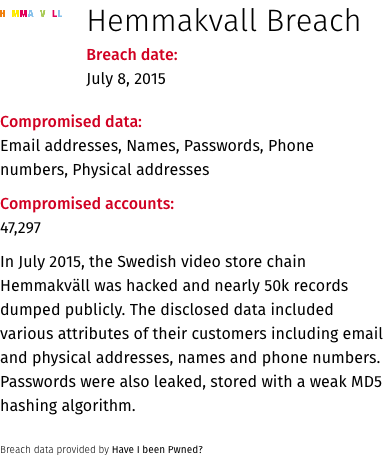 HEMMAKVÄLL
Hemmakvall Breach
Breach date:
July 8, 2015
Compromised data:
Email addresses, Names, Passwords, Phone
numbers, Physical addresses
Compromised accounts:
47,297
In July 2015, the Swedish video store chain
Hemmakväll was hacked and nearly 50k records
dumped publicly. The disclosed data included
various attributes of their customers including email
and physical addresses, names and phone numbers.
Passwords were also leaked, stored with a weak MD5
hashing algorithm.
Breach data provided by Have I been Pwned?